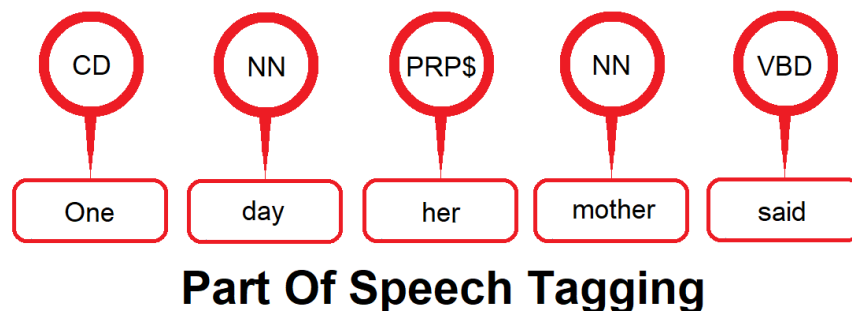 CD NN PRP$ NN VBD
One day her mother said
Part Of Speech Tagging